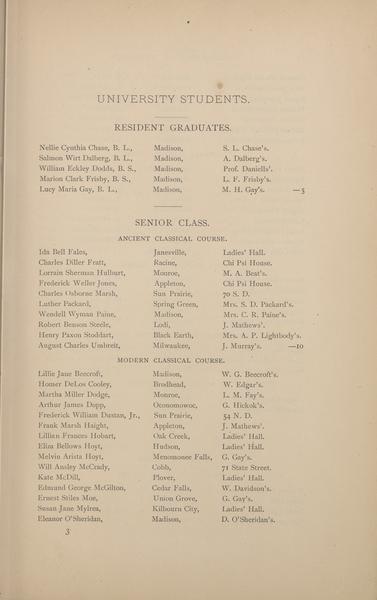 UNIVERSITY STUDENTS.
RESIDENT GRADUATES.
Nellie Cynthia Chase, B. L., Madison, S. L. Chase's.
Salmon Wirt Dalberg, B. L., Madison, A. Dalberg's.
William Eckley Dodds, B. S., Madison, Prof. Daniells'.
Marion Clark Frisby, B. S., Madison, L. F. Frisby's.
Lucy Maria Gay, B. L., Madison, M. H. Gay's. —5
SENIOR CLASS.
ANCIENT CLASSICAL COURSE.
Ida Bell Fales, Janesville, Ladies' Hall.
Charles Diller Fratt, Racine, Chi Psi House.
Lorrain Sherman Hulburt, Monroe, M. A. Beat's.
Frederick Weller Jones, Appleton, Chi Psi House.
Charles Osborne Marsh, Sun Prairie, 70 S. D.
Luther Packard, Spring Green, Mrs. S. D. Packard's.
Wendell Wyman Paine, Madison, Mrs. C. R. Paine's.
Robert Benson Steele, Lodi, J. Mathews'.
Henry Paxon Stoddart, Black Earth, Mrs. A. P. Lightbody's.
August Charles Umbreit, Milwaukee, J. Murray's. —10
MODERN CLASSICAL COURSE.
Lillie Jane Beecroft, Madison, W. G. Beecroft's.
Homer DeLos Cooley, Brodhead, W. Edgar's.
Martha Miller Dodge, Monroe, L. M. Fay's.
Arthur James Dopp, Oconomowoc, G. Hickok's.
Frederick William Dustan, Jr., Sun Prairie, 54 N. D.
Frank Marsh Haight, Appleton, J. Mathews'.
Lillian Frances Hobart, Oak Creek, Ladies' Hall.
Eliza Bellows Hoyt, Hudson, Ladies' Hall.
Melvin Arista Hoyt, Menomonee Falls, G. Gay's.
Will Ansley McCrady, Cobb, 71 State Street.
Kate McDill, Plover, Ladies' Hall.
Edmund George McGilton, Cedar Falls, W. Davidson's.
Ernest Stiles Moe, Union Grove, G. Gay's.
Susan Jane Mylrea, Kilbourn City, Ladies' Hall.
Eleanor O'Sheridan, Madison, D. O'Sheridan's.
3